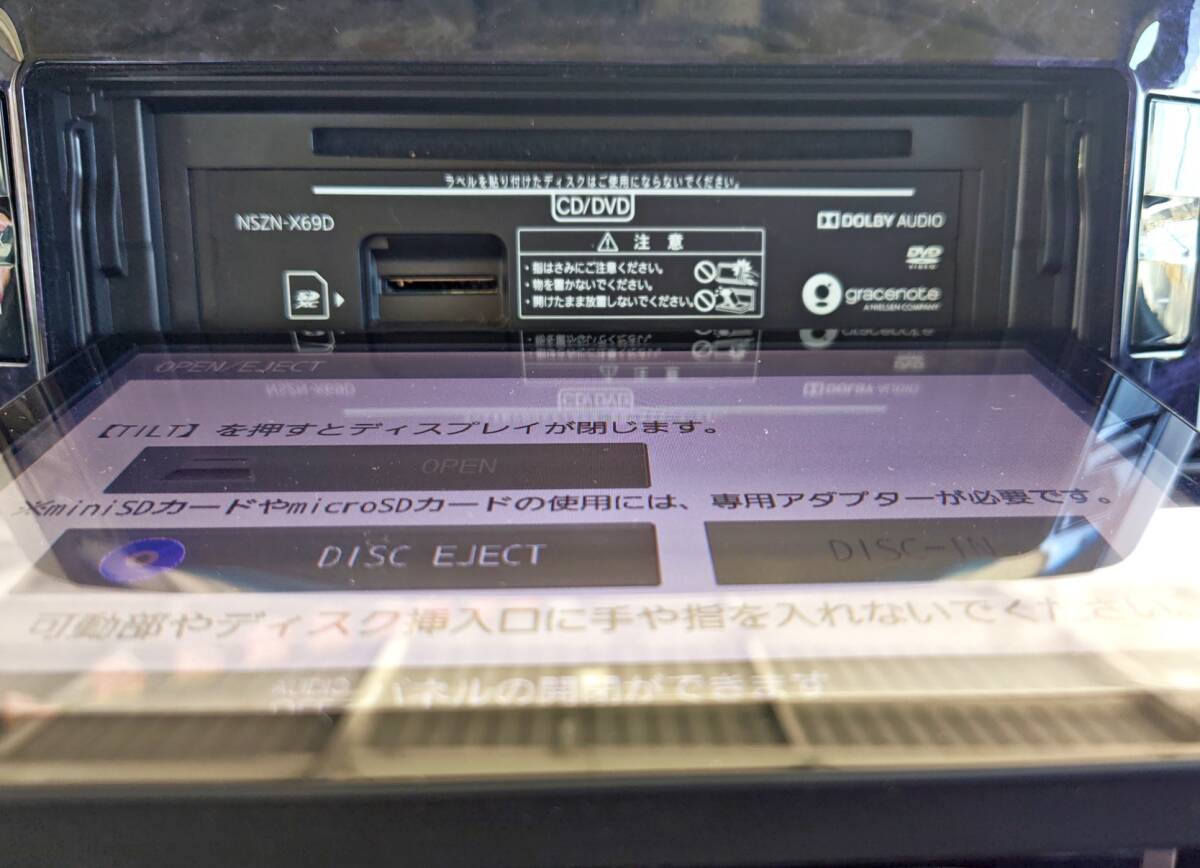 ラベルを貼り付けたディスクはご使用にならないでください。
CD/DVD
NSZN-X69D
DOLBY AUDIO
注意
・指はさみにご注意ください。
・物を置かないでください。
・開けたまま放置しないでください。
DVD
VIDEO
SD
XC
gracenote
A NIELSEN COMPANY
OPEN/EJECT
【TILT】を押すとディスプレイが閉じます。
OPEN
※miniSDカードやmicroSDカードの使用には、専用アダプターが必要です。
DISC EJECT
DISC-IN
可動部やディスク挿入口に手や指を入れないでください
AUDIO
パネルの開閉ができます